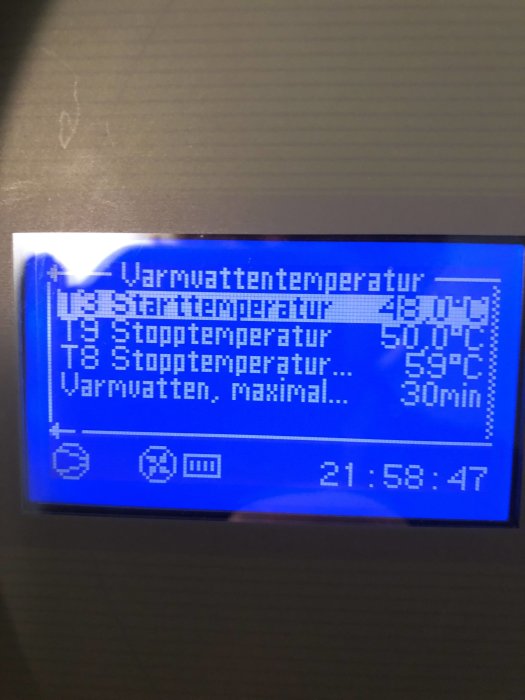 Varmvattentemperatur
T3 Starttemperatur 48.0°C
T9 Stopptemperatur 50.0°C
T8 Stopptemperatur... 59°C
Varmvatten, maximal... 30min
21:58:47